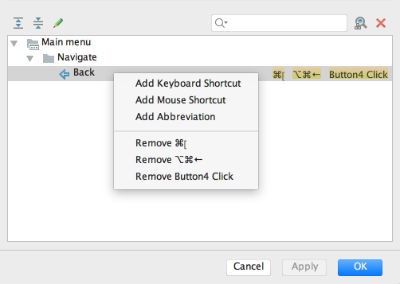 Main menu
Navigate
Back ⌘[ ⌥⌘← Button4 Click
Add Keyboard Shortcut
Add Mouse Shortcut
Add Abbreviation
Remove ⌘[
Remove ⌥⌘←
Remove Button4 Click
Cancel Apply OK